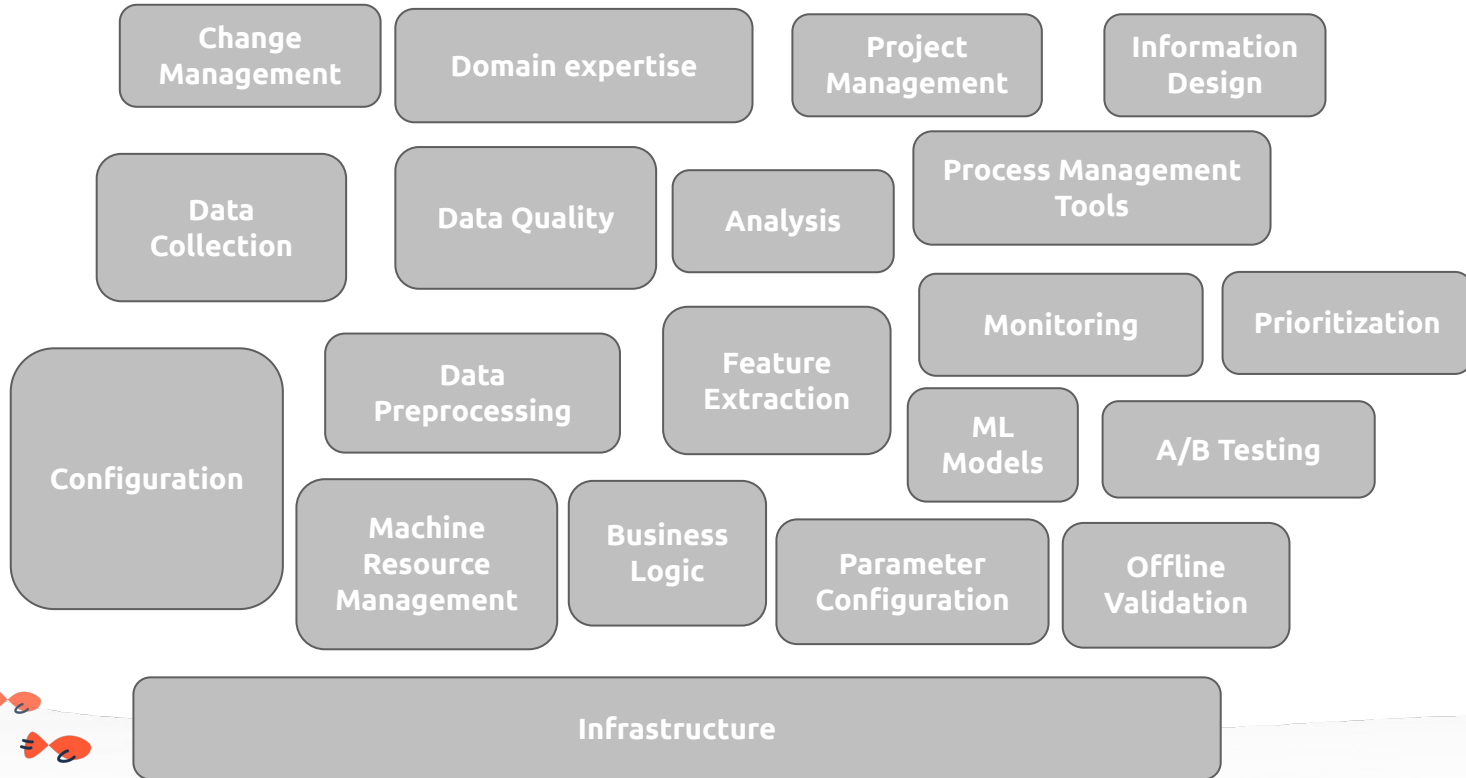 Change
Management
Domain expertise
Project
Management
Information
Design
Data
Collection
Data Quality
Analysis
Process Management
Tools
Monitoring
Prioritization
Configuration
Data
Preprocessing
Feature
Extraction
ML
Models
A/B Testing
Machine
Resource
Management
Business
Logic
Parameter
Configuration
Offline
Validation
Infrastructure